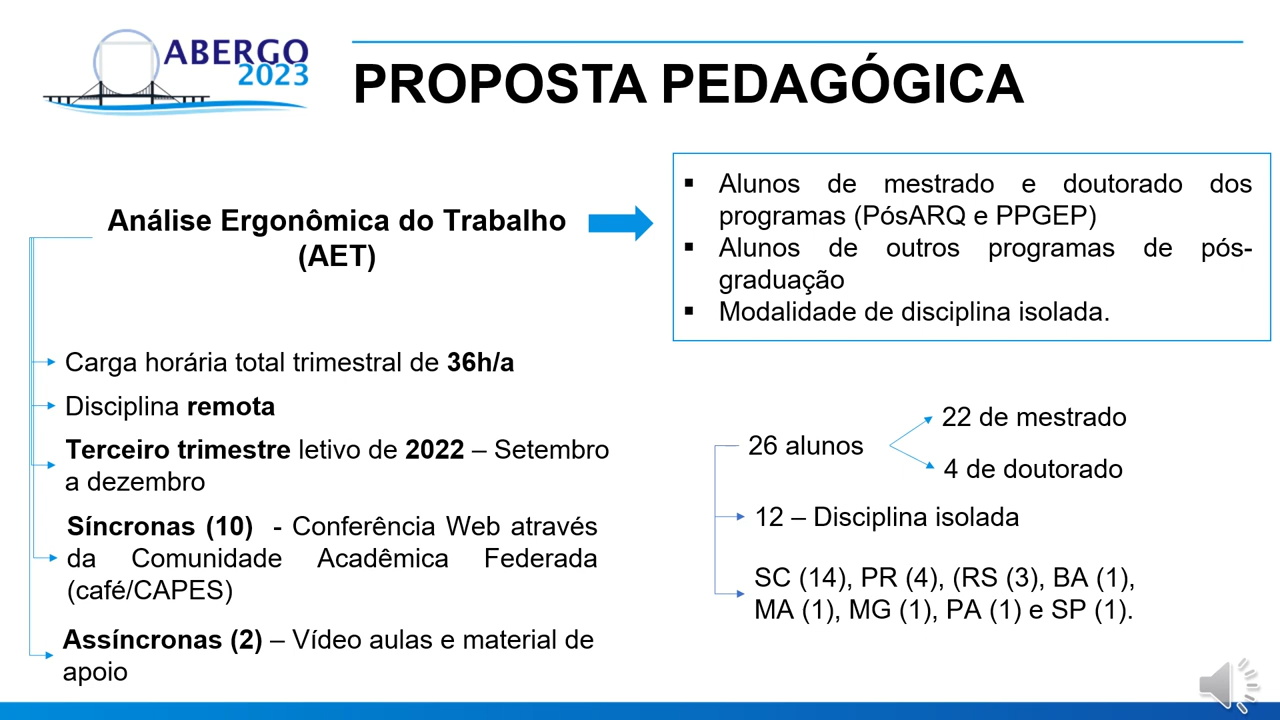 ABERGO
2023
PROPOSTA PEDAGÓGICA
Análise Ergonômica do Trabalho
(AET)
▪ Alunos de mestrado e doutorado dos
programas (PósARQ e PPGEP)
▪ Alunos de outros programas de pós-
graduação
▪ Modalidade de disciplina isolada.
Carga horária total trimestral de 36h/a
Disciplina remota
Terceiro trimestre letivo de 2022 – Setembro
a dezembro
Síncronas (10) - Conferência Web através
da Comunidade Acadêmica Federada
(café/CAPES)
Assíncronas (2) – Vídeo aulas e material de
apoio
26 alunos
22 de mestrado
4 de doutorado
12 – Disciplina isolada
SC (14), PR (4), (RS (3), BA (1),
MA (1), MG (1), PA (1) e SP (1).